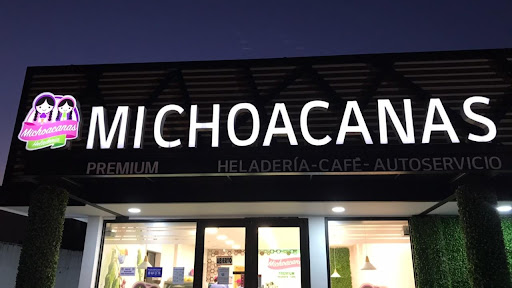 Michoacanas
MICHOACANAS
PREMIUM
HELADERÍA-CAFÉ-AUTOSERVICIO